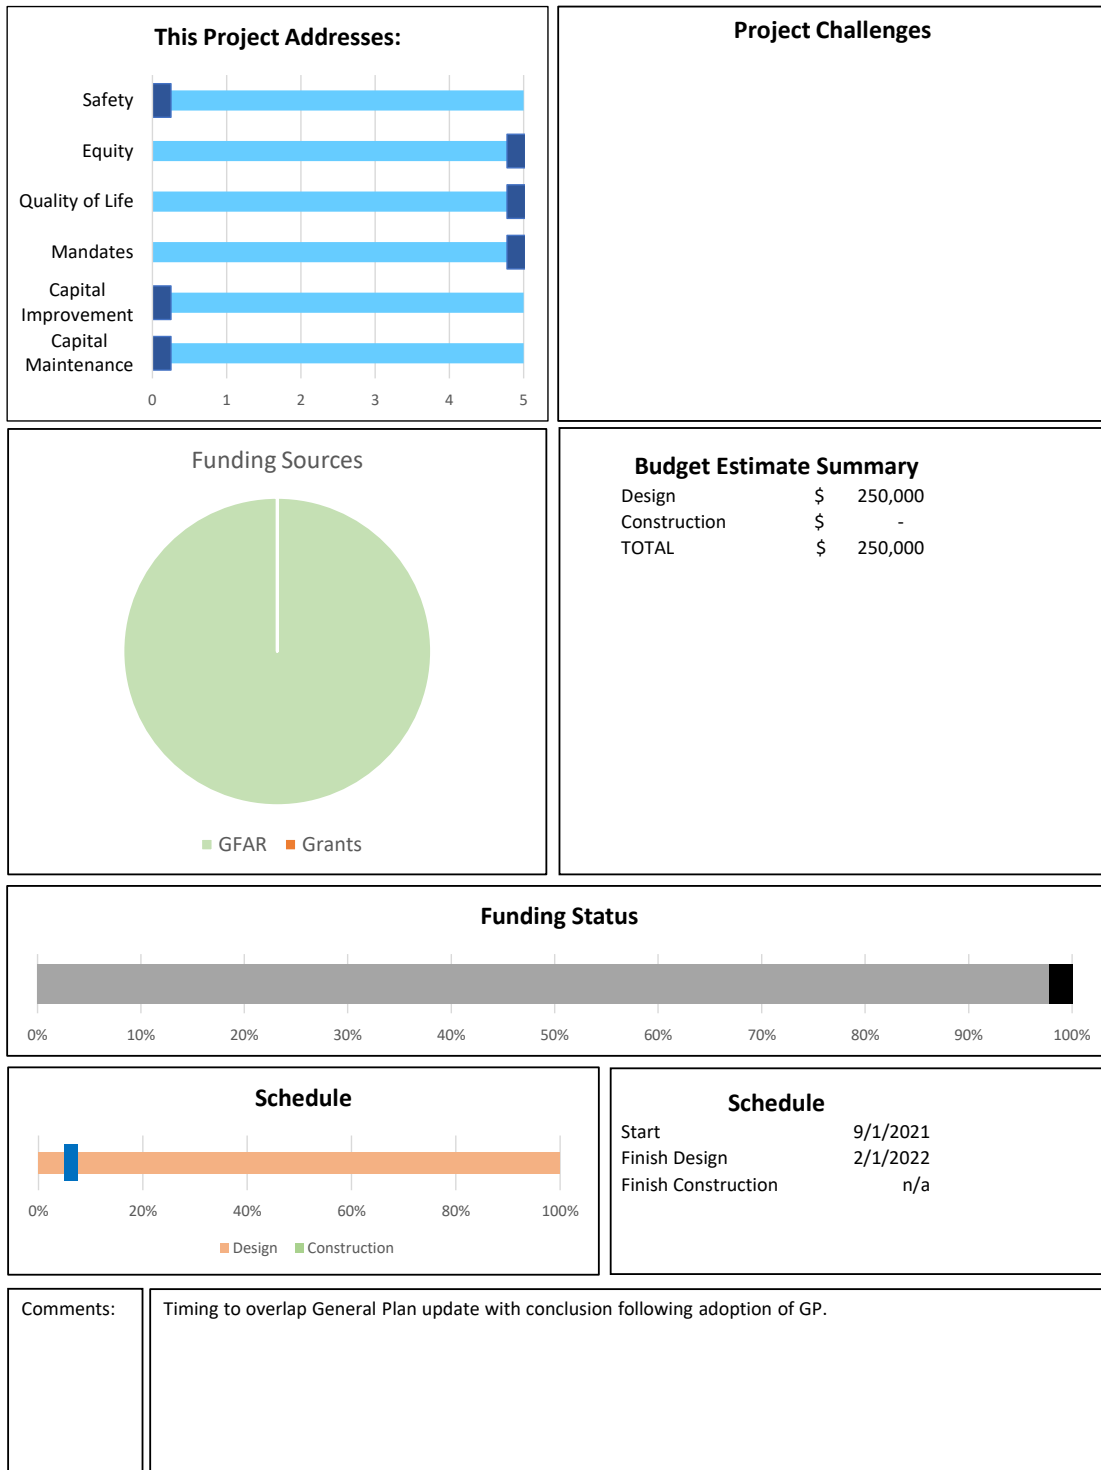 This Project Addresses:
Safety
Equity
Quality of Life
Mandates
Capital
Improvement
Capital
Maintenance
0 1 2 3 4 5
Project Challenges
Funding Sources
GFAR Grants
Budget Estimate Summary
Design $ 250,000
Construction $ -
TOTAL $ 250,000
Funding Status
0% 10% 20% 30% 40% 50% 60% 70% 80% 90% 100%
Schedule
0% 20% 40% 60% 80% 100%
Design Construction
Schedule
Start 9/1/2021
Finish Design 2/1/2022
Finish Construction n/a
Comments:
Timing to overlap General Plan update with conclusion following adoption of GP.